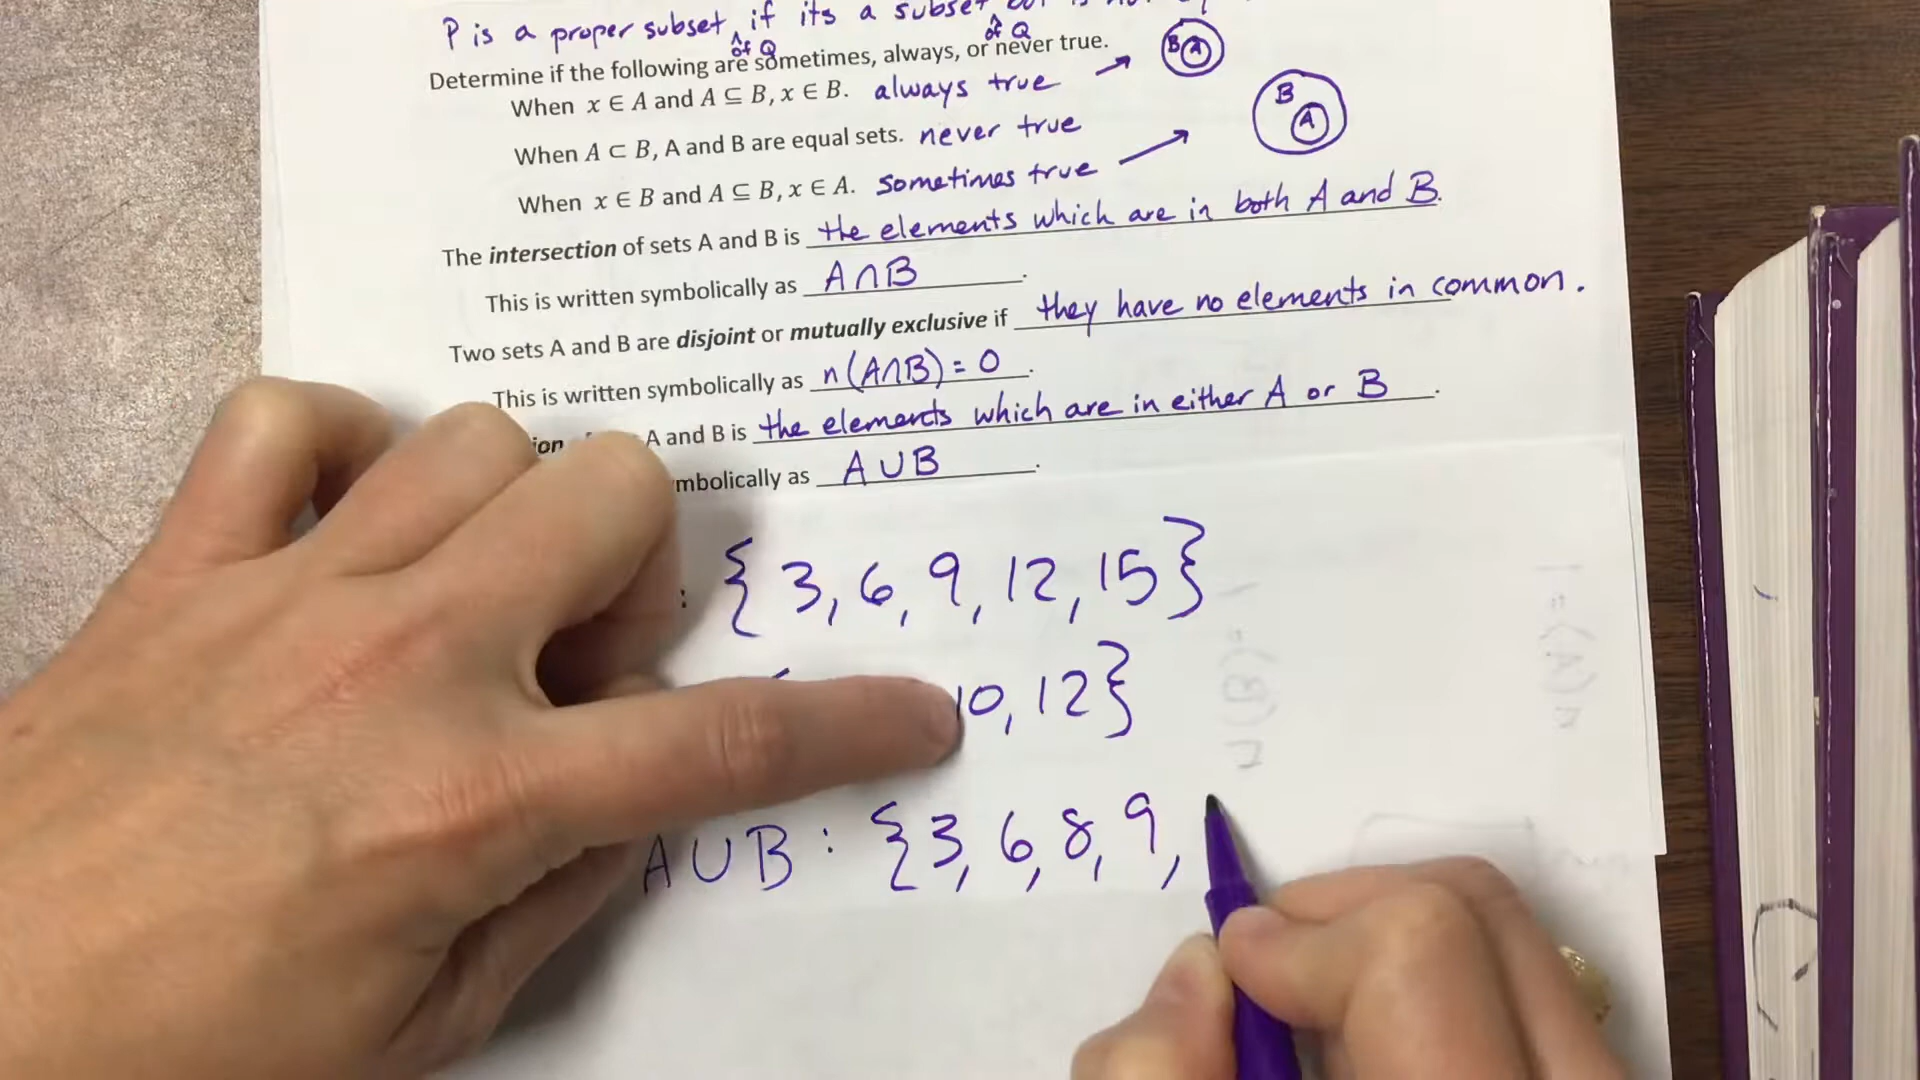 P is a proper subset of Q if its a subset
of Q
Determine if the following are sometimes, always, or never true.
When x ∈ A and A ⊆ B, x ∈ B. always true
B A
When A ⊂ B, A and B are equal sets. never true
B
A
When x ∈ B and A ⊆ B, x ∈ A. sometimes true
The intersection of sets A and B is the elements which are in both A and B.
This is written symbolically as A∩B.
Two sets A and B are disjoint or mutually exclusive if they have no elements in common.
This is written symbolically as n(A∩B)=0.
ion A and B is the elements which are in either A or B.
mbolically as A∪B.
: {3, 6, 9, 12, 15}
10, 12}
A∪B: {3, 6, 8, 9,